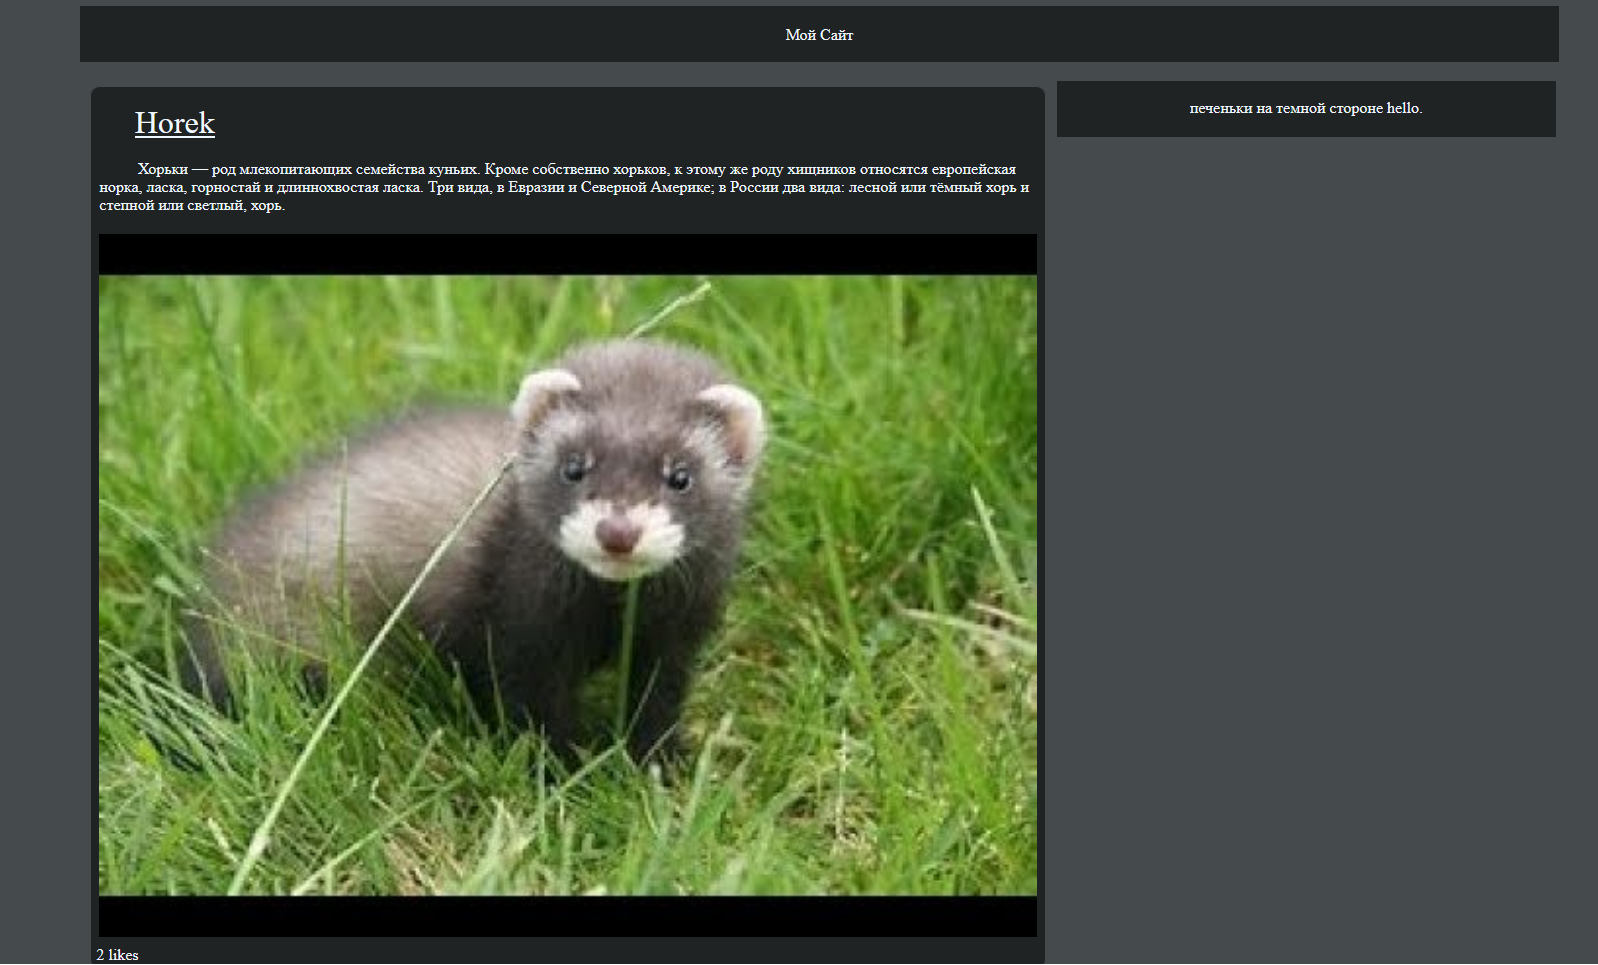 Мой Сайт
Horek
Хорьки — род млекопитающих семейства куньих. Кроме собственно хорьков, к этому же роду хищников относятся европейская
норка, ласка, горностай и длиннохвостая ласка. Три вида, в Евразии и Северной Америке; в России два вида: лесной или тёмный хорь и
степной или светлый, хорь.
2 likes
печеньки на темной стороне hello.